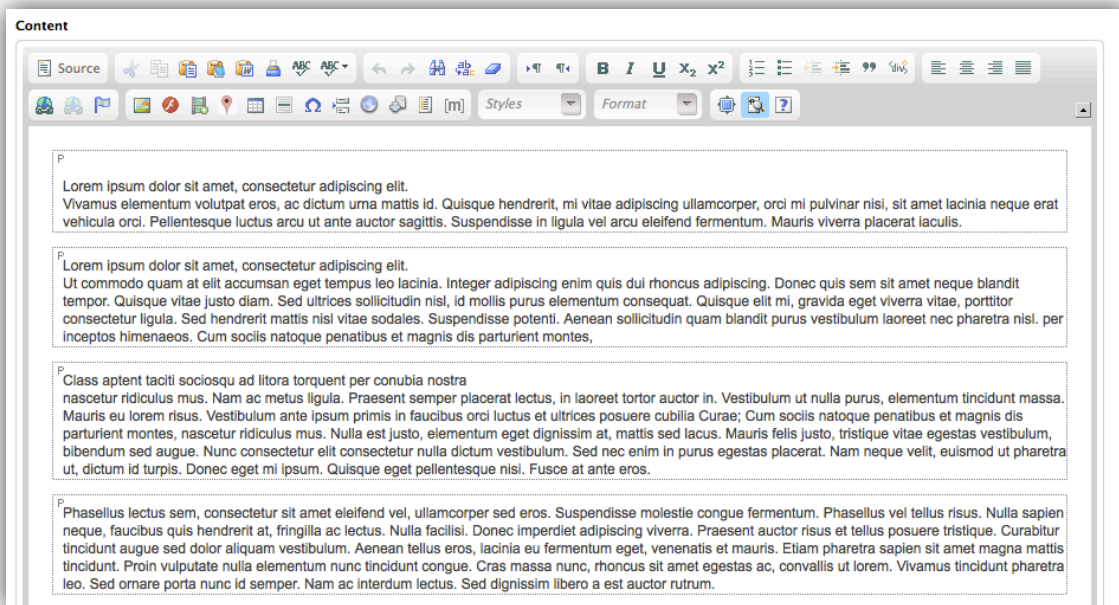 Content
Source
ABC ABC
B I U X₂ X² div
[m] Styles Format ?
P
Lorem ipsum dolor sit amet, consectetur adipiscing elit.
Vivamus elementum volutpat eros, ac dictum urna mattis id. Quisque hendrerit, mi vitae adipiscing ullamcorper, orci mi pulvinar nisi, sit amet lacinia neque erat
vehicula orci. Pellentesque luctus arcu ut ante auctor sagittis. Suspendisse in ligula vel arcu eleifend fermentum. Mauris viverra placerat iaculis.
P
Lorem ipsum dolor sit amet, consectetur adipiscing elit.
Ut commodo quam at elit accumsan eget tempus leo lacinia. Integer adipiscing enim quis dui rhoncus adipiscing. Donec quis sem sit amet neque blandit
tempor. Quisque vitae justo diam. Sed ultrices sollicitudin nisl, id mollis purus elementum consequat. Quisque elit mi, gravida eget viverra vitae, porttitor
consectetur ligula. Sed hendrerit mattis nisl vitae sodales. Suspendisse potenti. Aenean sollicitudin quam blandit purus vestibulum laoreet nec pharetra nisl. per
inceptos himenaeos. Cum sociis natoque penatibus et magnis dis parturient montes,
P
Class aptent taciti sociosqu ad litora torquent per conubia nostra
nascetur ridiculus mus. Nam ac metus ligula. Praesent semper placerat lectus, in laoreet tortor auctor in. Vestibulum ut nulla purus, elementum tincidunt massa.
Mauris eu lorem risus. Vestibulum ante ipsum primis in faucibus orci luctus et ultrices posuere cubilia Curae; Cum sociis natoque penatibus et magnis dis
parturient montes, nascetur ridiculus mus. Nulla est justo, elementum eget dignissim at, mattis sed lacus. Mauris felis justo, tristique vitae egestas vestibulum,
bibendum sed augue. Nunc consectetur elit consectetur nulla dictum vestibulum. Sed nec enim in purus egestas placerat. Nam neque velit, euismod ut pharetra
ut, dictum id turpis. Donec eget mi ipsum. Quisque eget pellentesque nisi. Fusce at ante eros.
P
Phasellus lectus sem, consectetur sit amet eleifend vel, ullamcorper sed eros. Suspendisse molestie congue fermentum. Phasellus vel tellus risus. Nulla sapien
neque, faucibus quis hendrerit at, fringilla ac lectus. Nulla facilisi. Donec imperdiet adipiscing viverra. Praesent auctor risus et tellus posuere tristique. Curabitur
tincidunt augue sed dolor aliquam vestibulum. Aenean tellus eros, lacinia eu fermentum eget, venenatis et mauris. Etiam pharetra sapien sit amet magna mattis
tincidunt. Proin vulputate nulla elementum nunc tincidunt congue. Cras massa nunc, rhoncus sit amet egestas ac, convallis ut lorem. Vivamus tincidunt pharetra
leo. Sed ornare porta nunc id semper. Nam ac interdum lectus. Sed dignissim libero a est auctor rutrum.